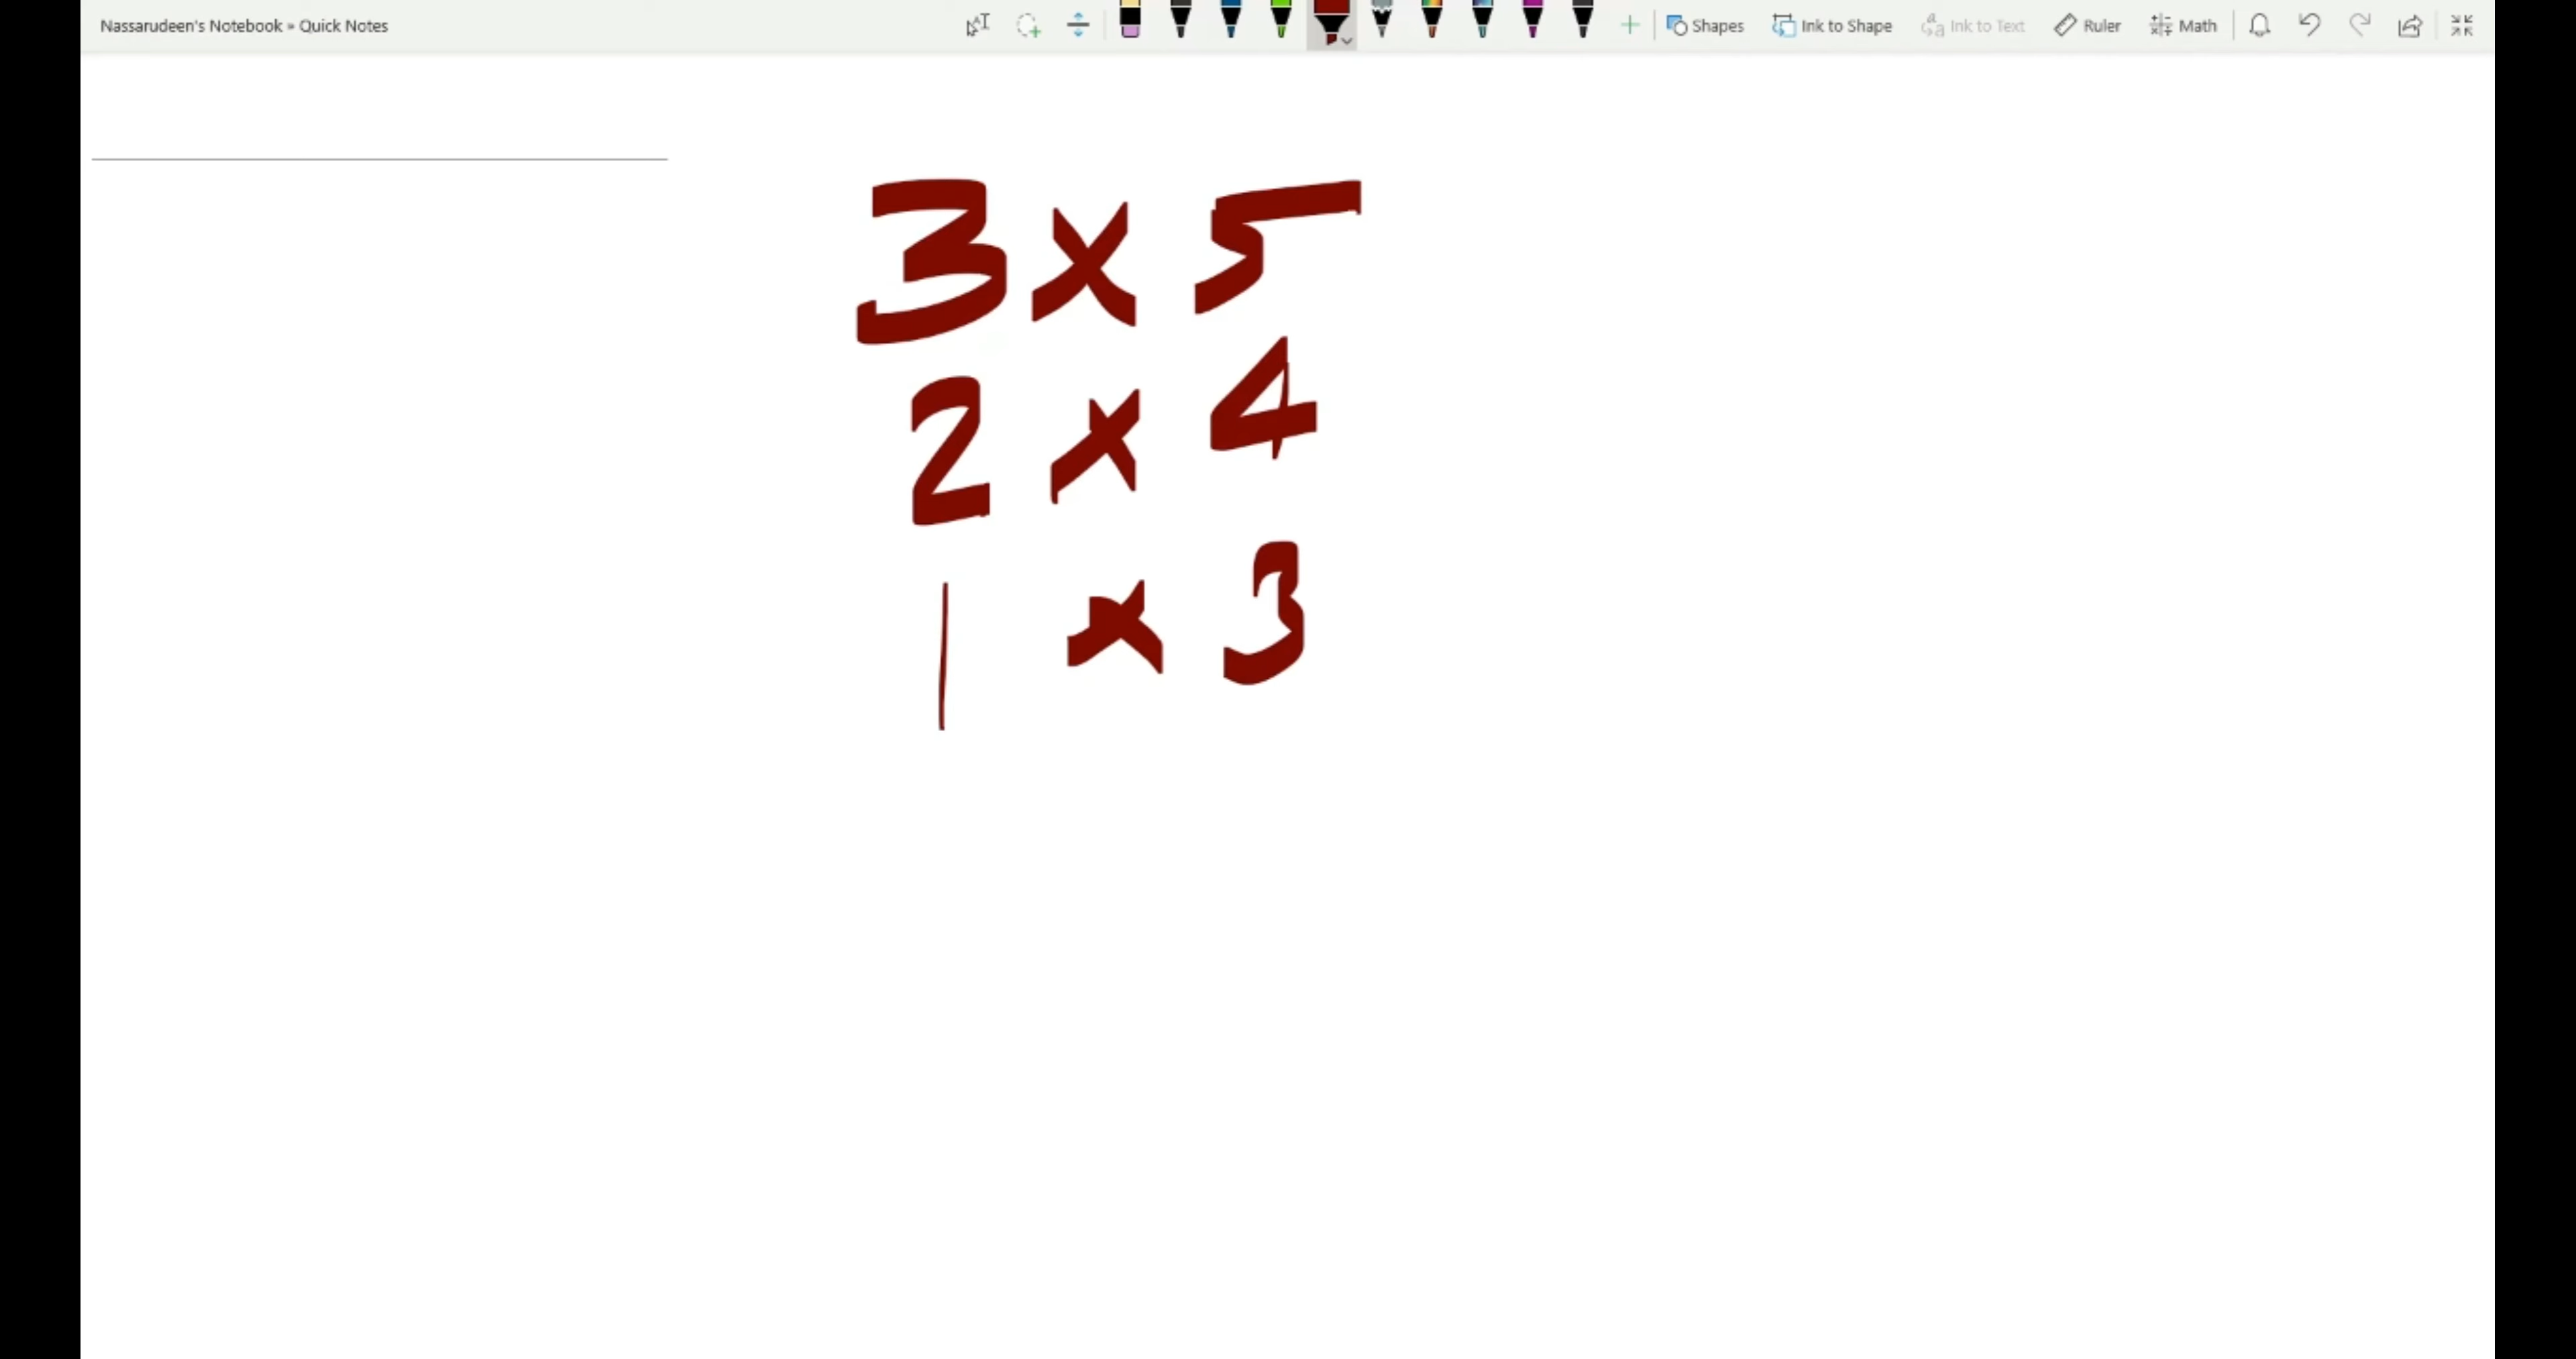 Nassarudeen's Notebook » Quick Notes
Shapes Ink to Shape Ink to Text Ruler Math
3 x 5
2 x 4
1 x 3